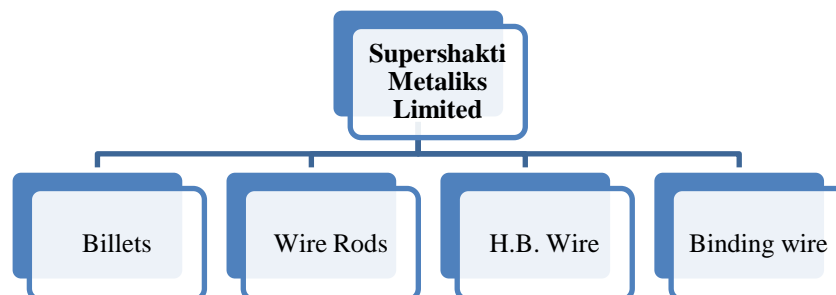 Supershakti
Metaliks
Limited
Billets
Wire Rods
H.B. Wire
Binding wire